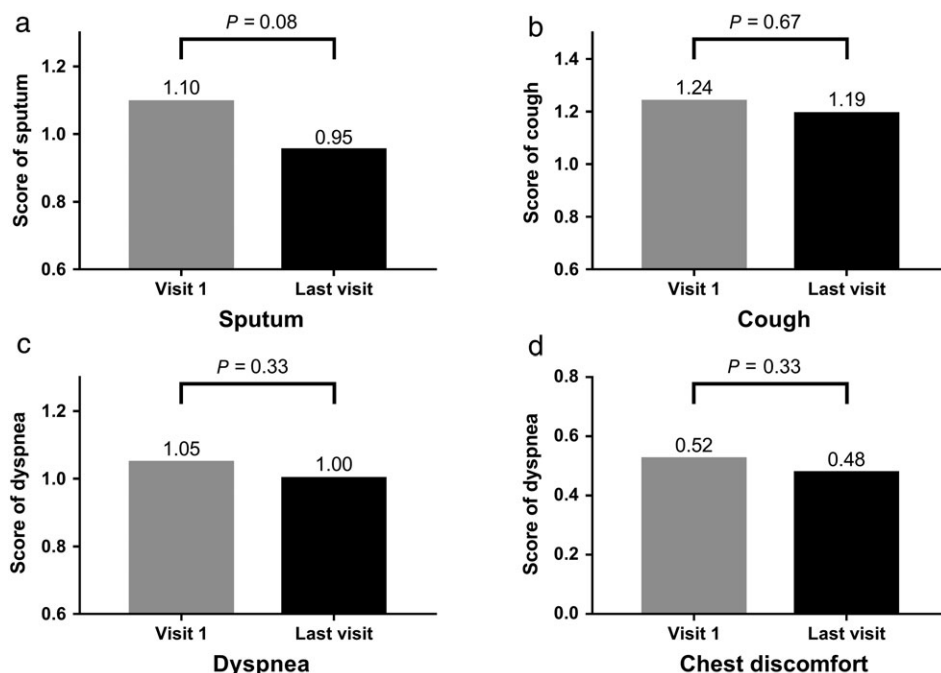 a
P = 0.08
1.2
1.0
0.8
0.6
Score of sputum
1.10
0.95
Visit 1
Last visit
Sputum
b
P = 0.67
1.4
1.2
1.0
0.8
0.6
Score of cough
1.24
1.19
Visit 1
Last visit
Cough
c
P = 0.33
1.2
1.0
0.8
0.6
Score of dyspnea
1.05
1.00
Visit 1
Last visit
Dyspnea
d
P = 0.33
0.8
0.6
0.4
0.2
0.0
Score of dyspnea
0.52
0.48
Visit 1
Last visit
Chest discomfort